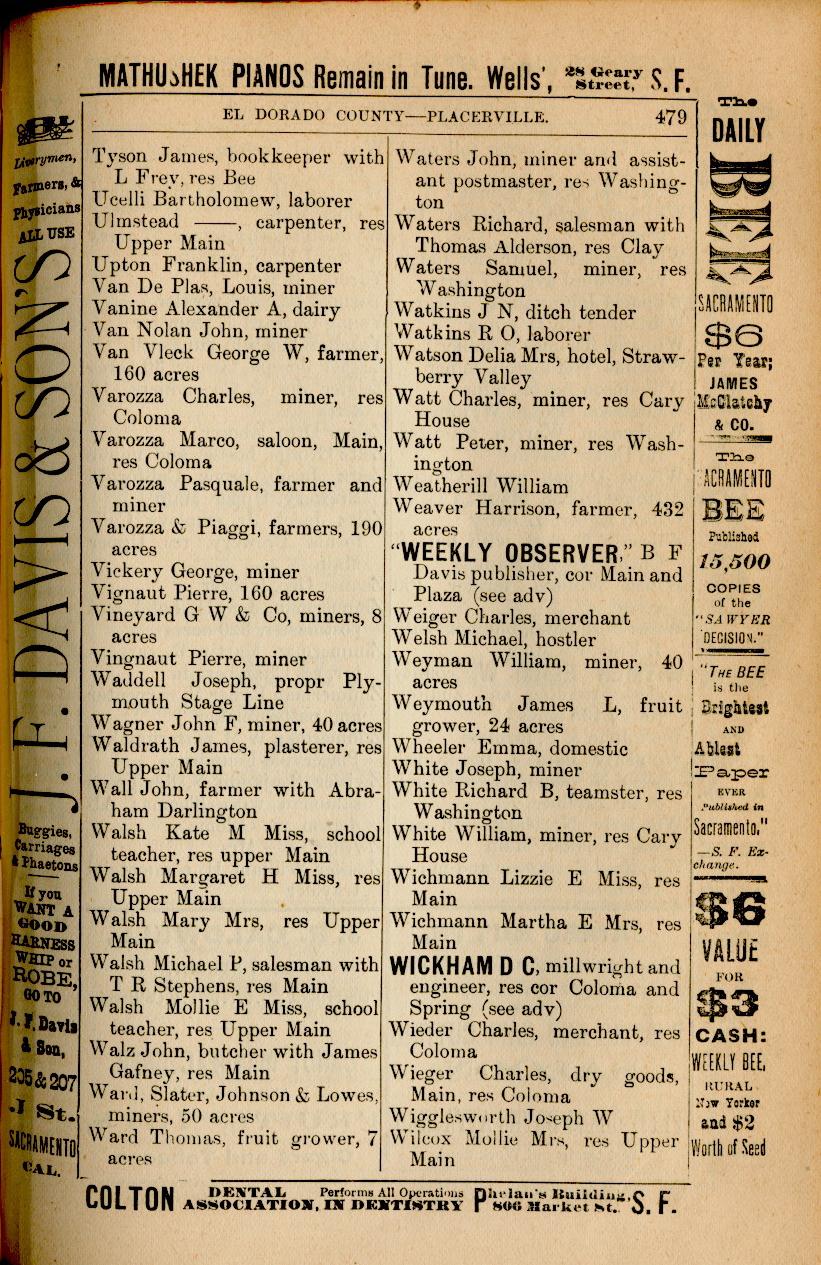 MATHUSHEK PIANOS Remain in Tune. Wells', 28 Geary Street, S. F.
EL DORADO COUNTY—PLACERVILLE. 479
Liverymen,
Farmers, &
Physicians
ALL USE
J. F. DAVIS & SON'S
Buggies,
Carriages
& Phaetons
If you
WANT A
GOOD
HARNESS
WHIP or
ROBE,
GO TO
J. F. Davis
& Son,
205 & 207
J St.
SACRAMENTO
CAL.
Tyson James, bookkeeper with
L Frey, res Bee
Ucelli Bartholomew, laborer
Ulmstead ——, carpenter, res
Upper Main
Upton Franklin, carpenter
Van De Plas, Louis, miner
Vanine Alexander A, dairy
Van Nolan John, miner
Van Vleck George W, farmer,
160 acres
Varozza Charles, miner, res
Coloma
Varozza Marco, saloon, Main,
res Coloma
Varozza Pasquale, farmer and
miner
Varozza & Piaggi, farmers, 190
acres
Vickery George, miner
Vignaut Pierre, 160 acres
Vineyard G W & Co, miners, 8
acres
Vingnaut Pierre, miner
Waddell Joseph, propr Ply-
mouth Stage Line
Wagner John F, miner, 40 acres
Waldrath James, plasterer, res
Upper Main
Wall John, farmer with Abra-
ham Darlington
Walsh Kate M Miss, school
teacher, res upper Main
Walsh Margaret H Miss, res
Upper Main
Walsh Mary Mrs, res Upper
Main
Walsh Michael P, salesman with
T R Stephens, res Main
Walsh Mollie E Miss, school
teacher, res Upper Main
Walz John, butcher with James
Gafney, res Main
Ward, Slater, Johnson & Lowes,
miners, 50 acres
Ward Thomas, fruit grower, 7
acres
Waters John, miner and assist-
ant postmaster, res Washing-
ton
Waters Richard, salesman with
Thomas Alderson, res Clay
Waters Samuel, miner, res
Washington
Watkins J N, ditch tender
Watkins R O, laborer
Watson Delia Mrs, hotel, Straw-
berry Valley
Watt Charles, miner, res Cary
House
Watt Peter, miner, res Wash-
ington
Weatherill William
Weaver Harrison, farmer, 432
acres
"WEEKLY OBSERVER," B F
Davis publisher, cor Main and
Plaza (see adv)
Weiger Charles, merchant
Welsh Michael, hostler
Weyman William, miner, 40
acres
Weymouth James L, fruit
grower, 24 acres
Wheeler Emma, domestic
White Joseph, miner
White Richard B, teamster, res
Washington
White William, miner, res Cary
House
Wichmann Lizzie E Miss, res
Main
Wichmann Martha E Mrs, res
Main
WICKHAM D C, millwright and
engineer, res cor Coloma and
Spring (see adv)
Wieder Charles, merchant, res
Coloma
Wieger Charles, dry goods,
Main, res Coloma
Wigglesworth Joseph W
Wilcox Mollie Mrs, res Upper
Main
The
DAILY
BEE
SACRAMENTO
$6
Per Year;
JAMES
McClatchy
& CO.
The
SACRAMENTO
BEE
Published
15,500
COPIES
of the
"SAWYER
DECISION."
"THE BEE
is the
Brightest
AND
Ablest
Paper
EVER
Published in
Sacramento."
—S. F. Ex-
change.
$6
VALUE
FOR
$3
CASH:
WEEKLY BEE,
RURAL
New Yorker
and $2
Worth of Seed
COLTON DENTAL ASSOCIATION, Performs All Operations IN DENTISTRY Phelan's Building, 806 Market St. S. F.